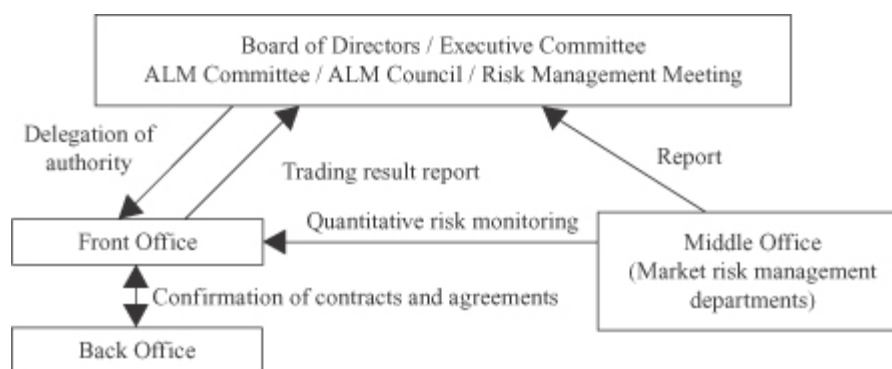 Board of Directors / Executive Committee
ALM Committee / ALM Council / Risk Management Meeting
Delegation of
authority
Trading result report
Report
Quantitative risk monitoring
Front Office
Middle Office
(Market risk management
departments)
Confirmation of contracts and agreements
Back Office